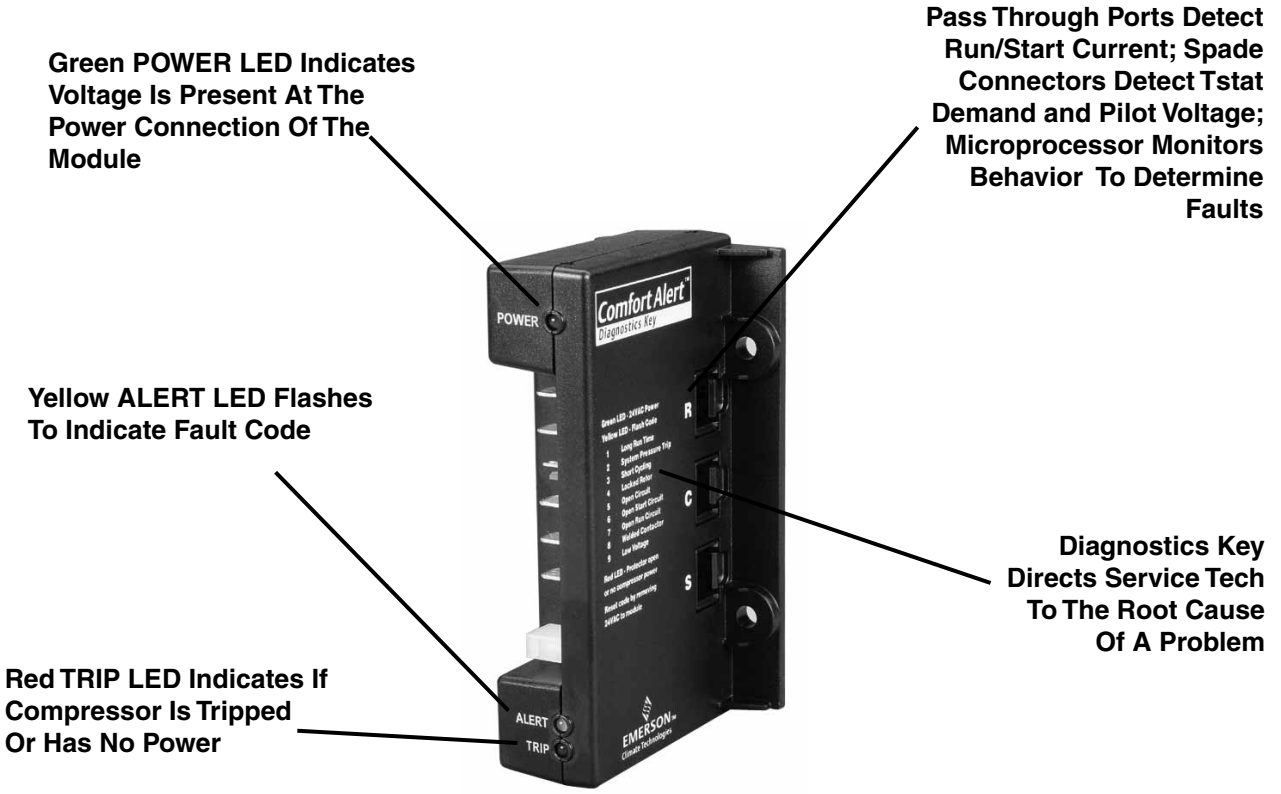 Pass Through Ports Detect
Run/Start Current; Spade
Connectors Detect Tstat
Demand and Pilot Voltage;
Microprocessor Monitors
Behavior To Determine
Faults
Green POWER LED Indicates
Voltage Is Present At The
Power Connection Of The
Module
Yellow ALERT LED Flashes
To Indicate Fault Code
Red TRIP LED Indicates If
Compressor Is Tripped
Or Has No Power
Diagnostics Key
Directs Service Tech
To The Root Cause
Of A Problem
POWER
Comfort Alert™
Diagnostics Key
Green LED - 24VAC Power
Yellow LED - Flash Code
1 Long Run Time
2 System Pressure Trip
3 Short Cycling
4 Locked Rotor
5 Open Circuit
6 Open Start Circuit
7 Open Run Circuit
8 Welded Contactor
9 Low Voltage
Red LED - Protector open
or no compressor power
Reset code by removing
24VAC to module
R
C
S
ALERT
TRIP
EMERSON™
Climate Technologies